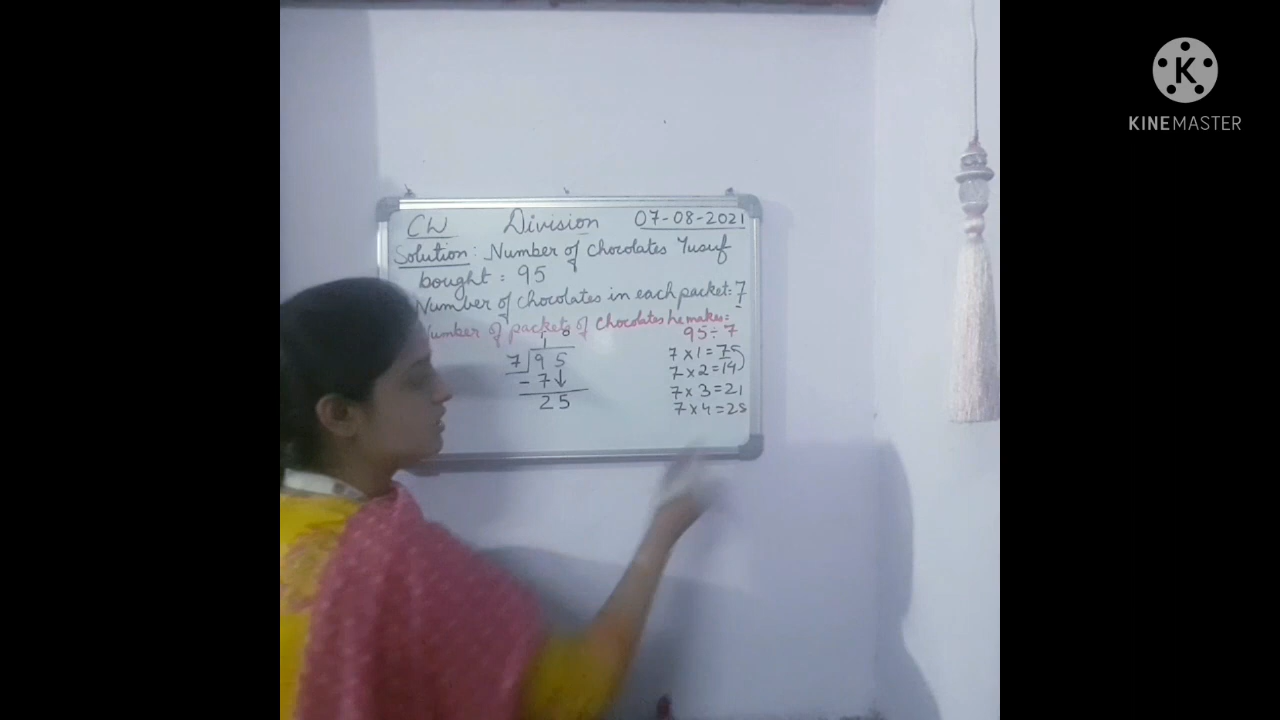 KINEMASTER
CW Division 07-08-2021
Solution: Number of chocolates Yusuf
bought = 95
Number of chocolates in each packet = 7
Number of packets of chocolates he makes =
95 ÷ 7
1
7 95
- 7↓
25
7 x 1 = 7
7 x 2 = 14
7 x 3 = 21
7 x 4 = 28